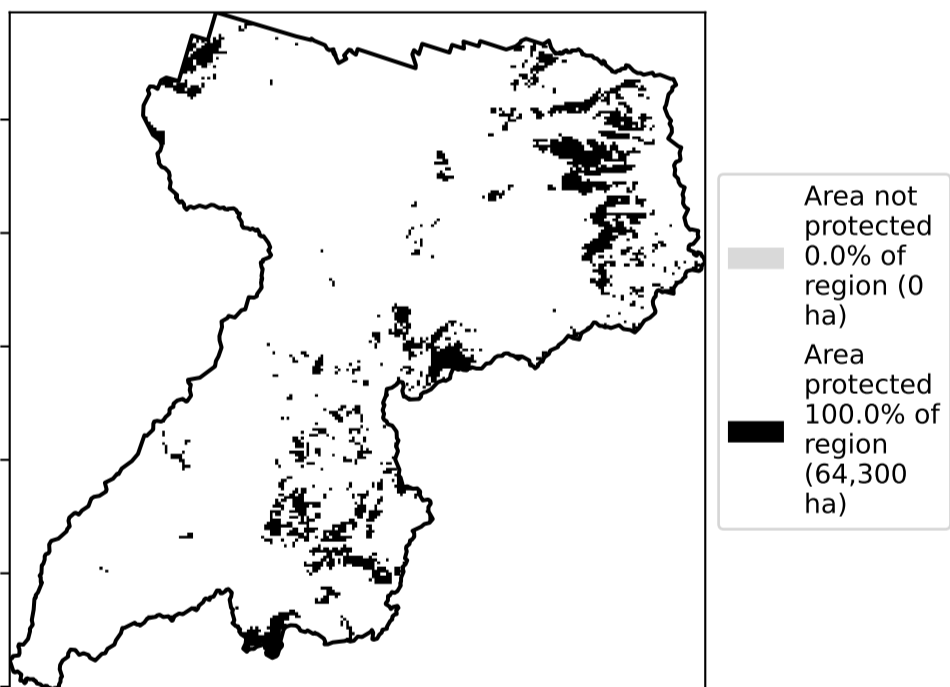 Area not
protected
0.0% of
region (0
ha)
Area
protected
100.0% of
region
(64,300
ha)